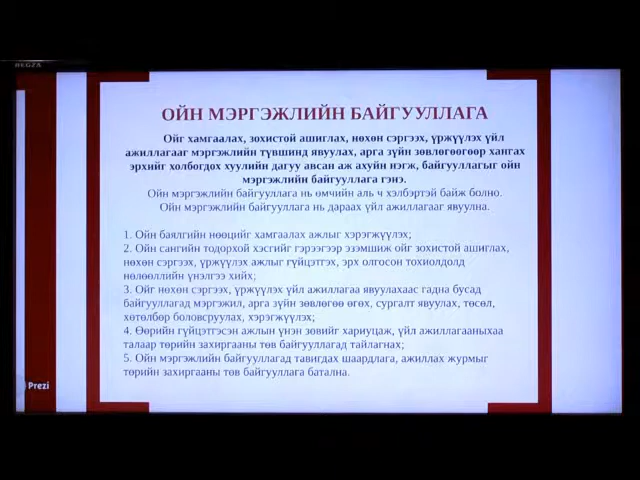 REGZA
ОЙН МЭРГЭЖЛИЙН БАЙГУУЛЛАГА
Ойг хамгаалах, зохистой ашиглах, нөхөн сэргээх, үржүүлэх үйл
ажиллагааг мэргэжлийн түвшинд явуулах, арга зүйн зөвлөгөөгөөр хангах
эрхийг холбогдох хуулийн дагуу авсан аж ахуйн нэгж, байгууллагыг ойн
мэргэжлийн байгууллага гэнэ.
Ойн мэргэжлийн байгууллага нь өмчийн аль ч хэлбэртэй байж болно.
Ойн мэргэжлийн байгууллага нь дараах үйл ажиллагааг явуулна.
1. Ойн баялгийн нөөцийг хамгаалах ажлыг хэрэгжүүлэх;
2. Ойн сангийн тодорхой хэсгийг гэрээгээр эзэмшиж ойг зохистой ашиглах,
нөхөн сэргээх, үржүүлэх ажлыг гүйцэтгэх, эрх олгосон тохиолдолд
нөлөөллийн үнэлгээ хийх;
3. Ойг нөхөн сэргээх, үржүүлэх үйл ажиллагаа явуулахаас гадна бусад
байгууллагад мэргэжил, арга зүйн зөвлөгөө өгөх, сургалт явуулах, төсөл,
хөтөлбөр боловсруулах, хэрэгжүүлэх;
4. Өөрийн гүйцэтгэсэн ажлын үнэн зөвийг хариуцаж, үйл ажиллагааныхаа
талаар төрийн захиргааны төв байгууллагад тайлагнах;
5. Ойн мэргэжлийн байгууллагад тавигдах шаардлага, ажиллах журмыг
төрийн захиргааны төв байгууллага батална.
Prezi